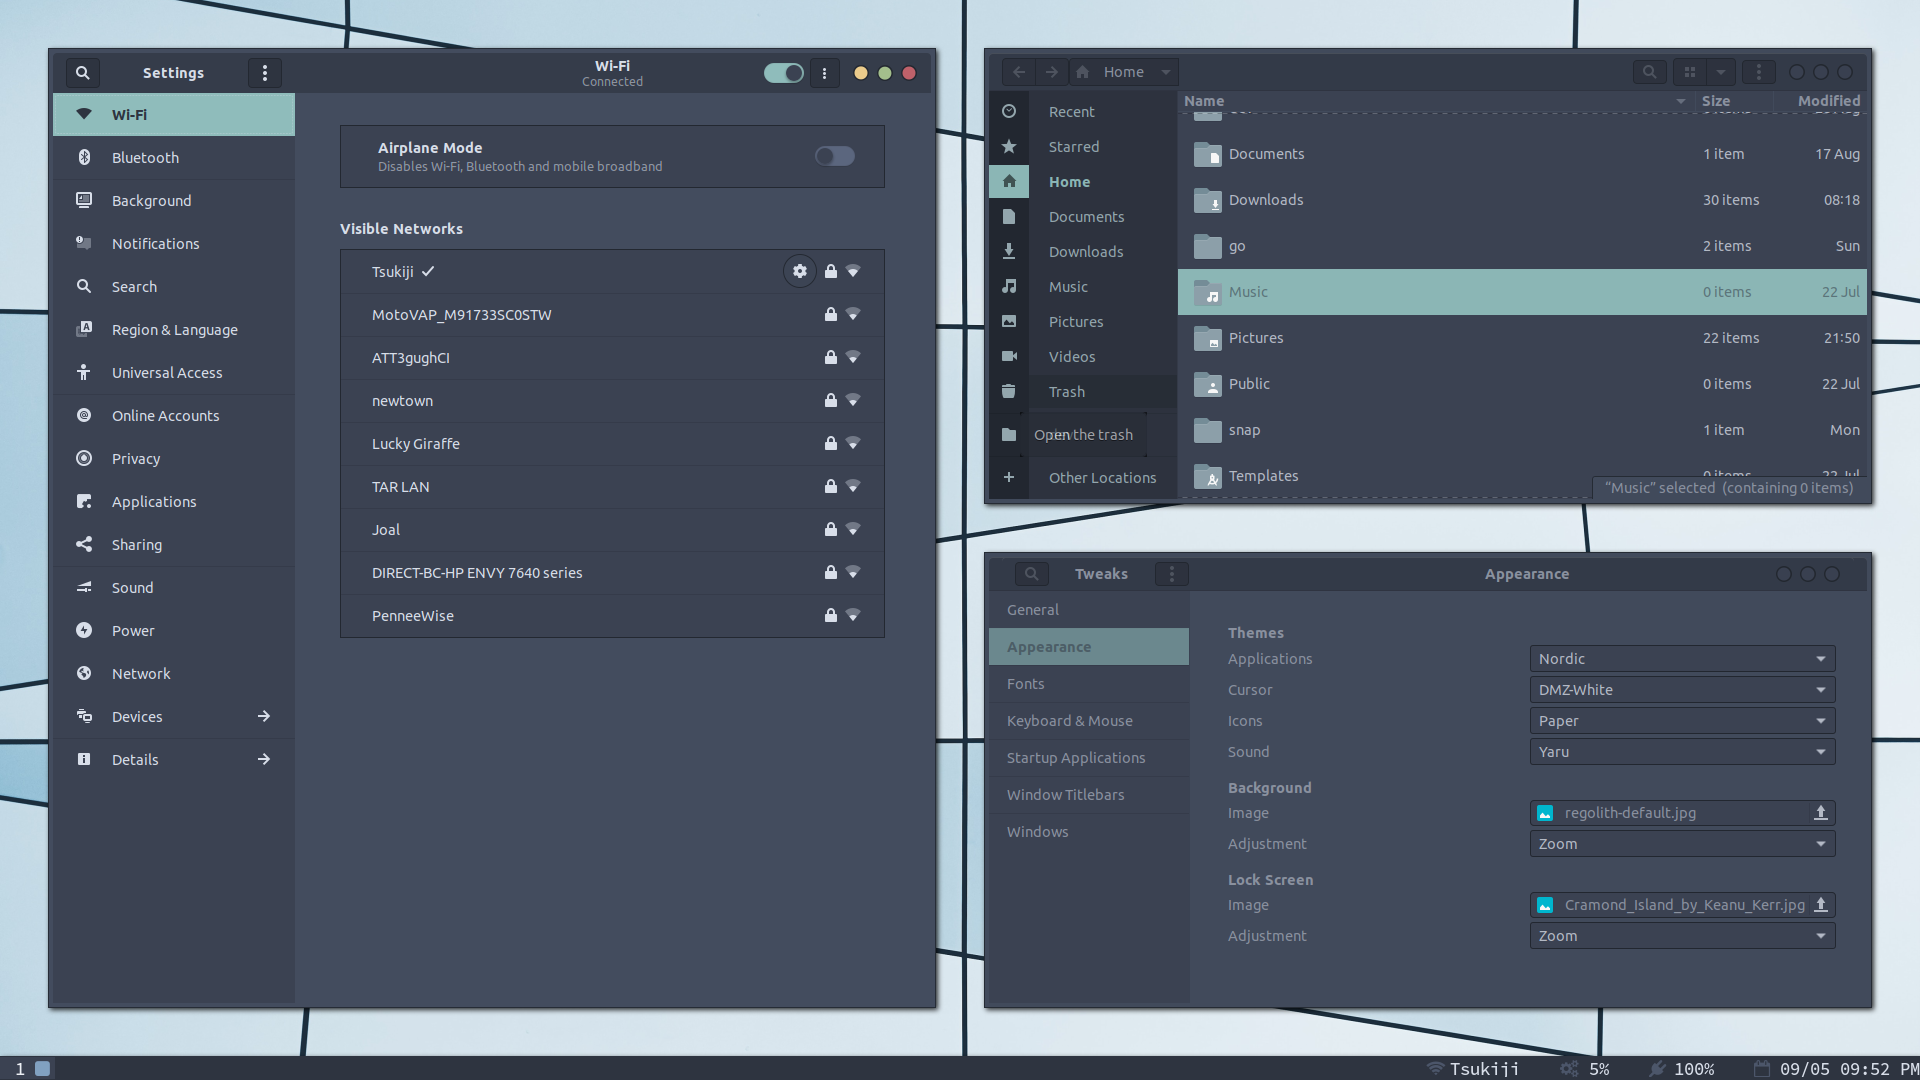 Settings
Wi-Fi
Connected
Wi-Fi
Bluetooth
Background
Notifications
Search
Region & Language
Universal Access
Online Accounts
Privacy
Applications
Sharing
Sound
Power
Network
Devices
Details
Airplane Mode
Disables Wi-Fi, Bluetooth and mobile broadband
Visible Networks
Tsukiji
MotoVAP_M91733SC0STW
ATT3gughCI
newtown
Lucky Giraffe
TAR LAN
Joal
DIRECT-BC-HP ENVY 7640 series
PenneeWise
Home
Recent
Starred
Home
Documents
Downloads
Music
Pictures
Videos
Trash
Open the trash
Other Locations
Name Size Modified
Documents 1 item 17 Aug
Downloads 30 items 08:18
go 2 items Sun
Music 0 items 22 Jul
Pictures 22 items 21:50
Public 0 items 22 Jul
snap 1 item Mon
Templates 0 items 22 Jul
“Music” selected (containing 0 items)
Tweaks
Appearance
General
Appearance
Fonts
Keyboard & Mouse
Startup Applications
Window Titlebars
Windows
Themes
Applications Nordic
Cursor DMZ-White
Icons Paper
Sound Yaru
Background
Image regolith-default.jpg
Adjustment Zoom
Lock Screen
Image Cramond_Island_by_Keanu_Kerr.jpg
Adjustment Zoom
1 Tsukiji 5% 100% 09/05 09:52 PM